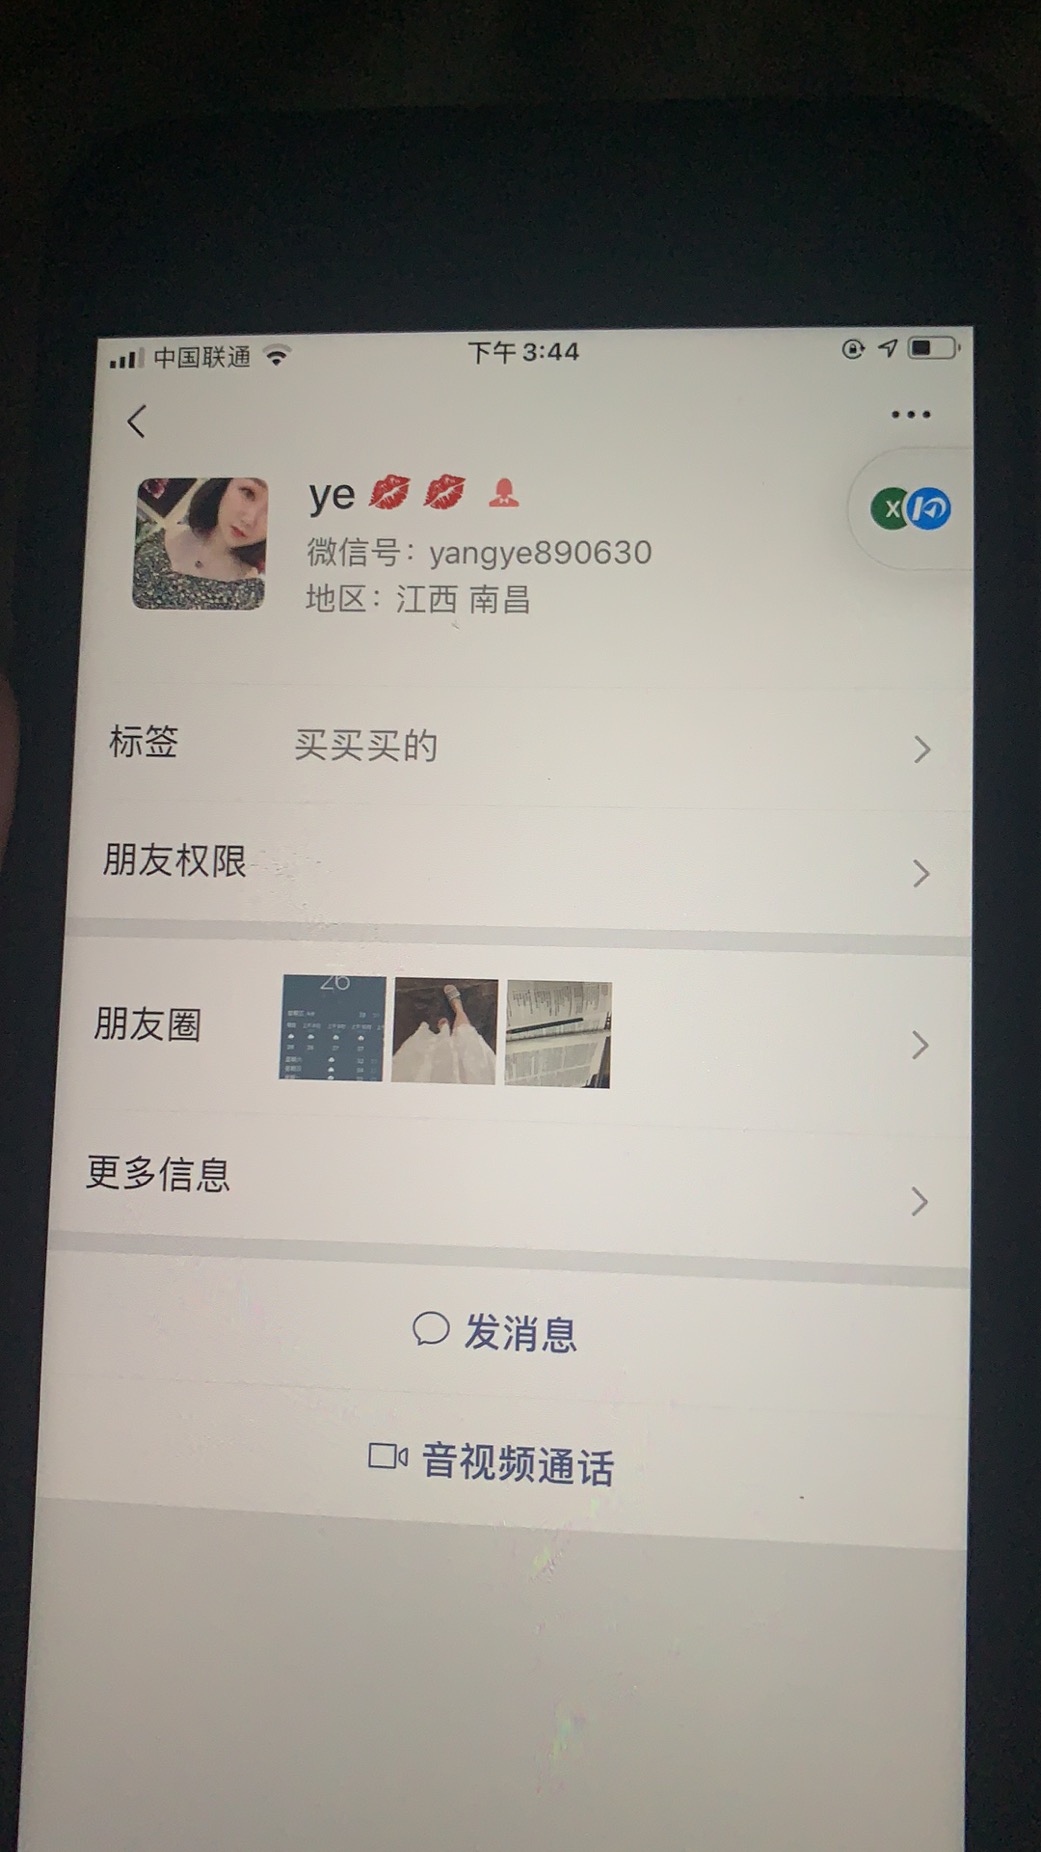 中国联通
下午3:44
ye💋💋
微信号：yangye890630
地区：江西 南昌
标签 买买买的
朋友权限
朋友圈
26
更多信息
发消息
音视频通话